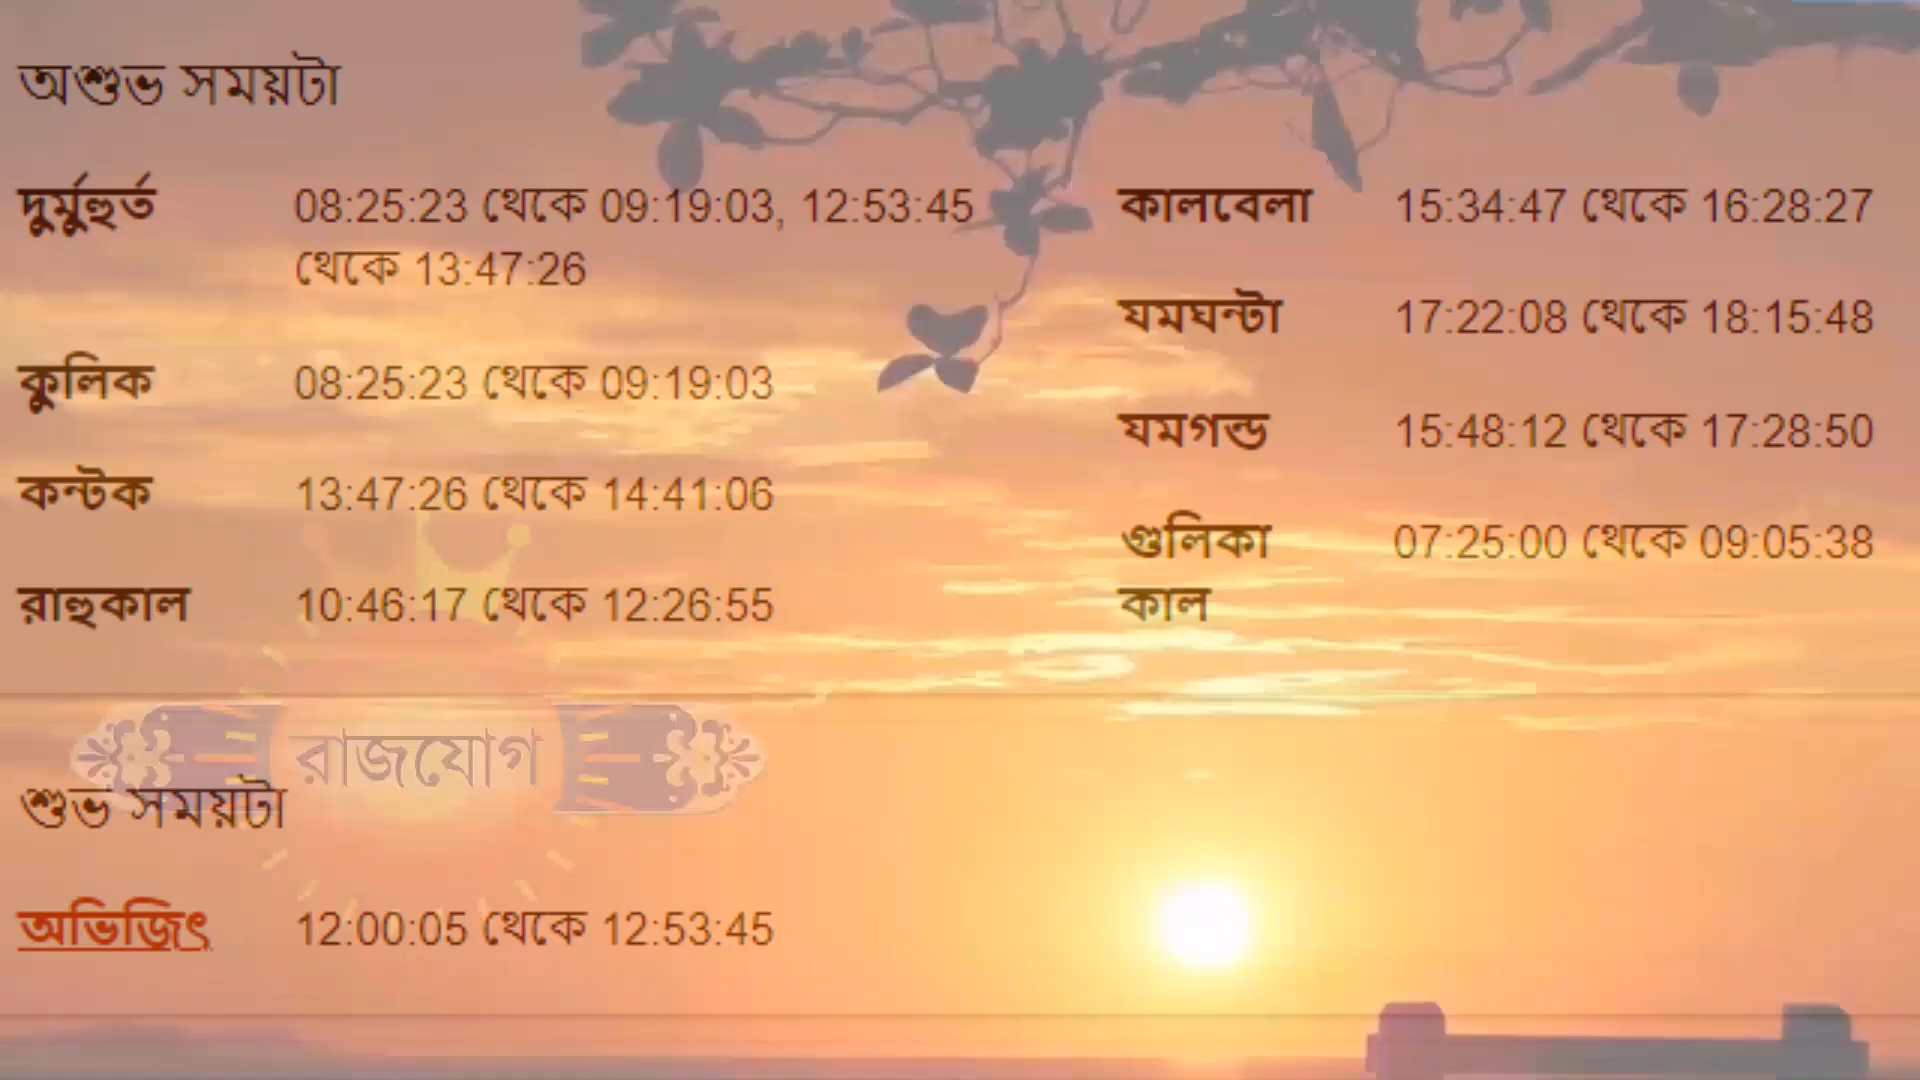 অশুভ সময়টা
দুর্মুহুর্ত 08:25:23 থেকে 09:19:03, 12:53:45
থেকে 13:47:26
কুলিক 08:25:23 থেকে 09:19:03
কন্টক 13:47:26 থেকে 14:41:06
রাহুকাল 10:46:17 থেকে 12:26:55
কালবেলা 15:34:47 থেকে 16:28:27
যমঘন্টা 17:22:08 থেকে 18:15:48
যমগন্ড 15:48:12 থেকে 17:28:50
গুলিকা 07:25:00 থেকে 09:05:38
কাল
রাজযোগ
শুভ সময়টা
অভিজিৎ 12:00:05 থেকে 12:53:45